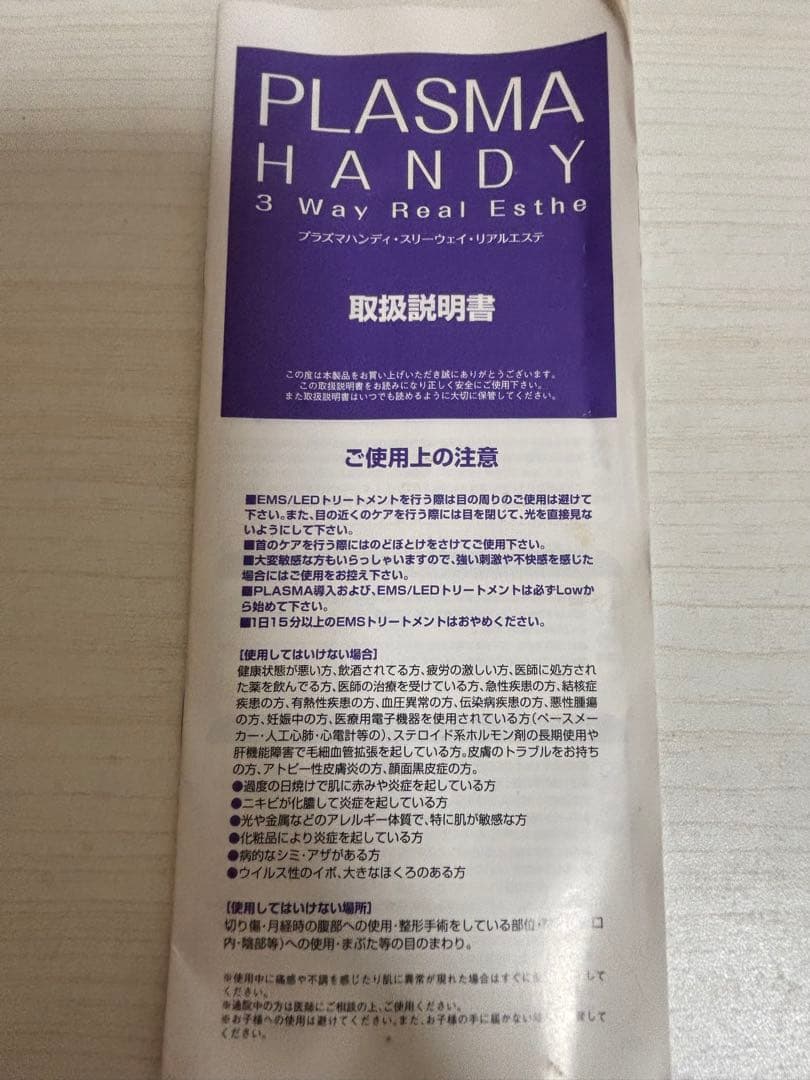 PLASMA
HANDY
3 Way Real Esthe
プラズマハンディ・スリーウェイ・リアルエステ
取扱説明書
この度は本製品をお買い上げいただき誠にありがとうございます。
この取扱説明書をお読みになり正しく安全にご使用下さい。
また取扱説明書はいつでも読めるように大切に保管してください。
ご使用上の注意
■EMS/LEDトリートメントを行う際は目の周りのご使用は避けて
下さい。また、目の近くのケアを行う際には目を閉じて、光を直接見な
いようにして下さい。
■首のケアを行う際にはのどぼとけをさけてご使用下さい。
■大変敏感な方もいらっしゃいますので、強い刺激や不快感を感じた
場合にはご使用をお控え下さい。
■PLASMA導入および、EMS/LEDトリートメントは必ずLowか
ら始めて下さい。
■1日15分以上のEMSトリートメントはおやめください。
【使用してはいけない場合】
健康状態が悪い方、飲酒されてる方、疲労の激しい方、医師に処方され
た薬を飲んでる方、医師の治療を受けている方、急性疾患の方、結核症
疾患の方、有熱性疾患の方、血圧異常の方、伝染病疾患の方、悪性腫瘍
の方、妊娠中の方、医療用電子機器を使用されている方(ペースメー
カー・人工心肺・心電計等の)、ステロイド系ホルモン剤の長期使用や
肝機能障害で毛細血管拡張を起している方。皮膚のトラブルをお持ち
の方、アトピー性皮膚炎の方、顔面黒皮症の方。
●過度の日焼けで肌に赤みや炎症を起している方
●ニキビが化膿して炎症を起している方
●光や金属などのアレルギー体質で、特に肌が敏感な方
●化粧品により炎症を起している方
●病的なシミ・アザがある方
●ウイルス性のイボ、大きなほくろのある方
【使用してはいけない場所】
切り傷・月経時の腹部への使用・整形手術をしている部位・ 口
内・陰部等)への使用・まぶた等の目のまわり。
※使用中に痛感や不調を感じたり肌に異常が現れた場合はすぐに して
ください。
※通院中の方は医師にご相談の上、ご使用ください。
※お子様への使用は避けてください。また、お子様の手に届かない して
ください。